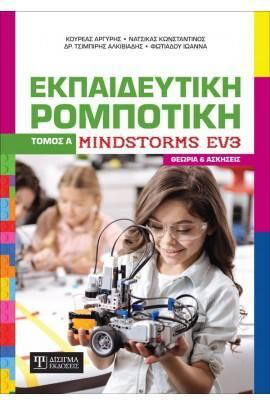 ΚΟΥΡΕΑΣ ΑΡΓΥΡΗΣ • ΝΑΤΣΙΚΑΣ ΚΩΝΣΤΑΝΤΙΝΟΣ
ΔΡ. ΤΣΙΜΠΙΡΗΣ ΑΛΚΙΒΙΑΔΗΣ • ΦΩΤΙΑΔΟΥ ΙΩΑΝΝΑ
ΕΚΠΑΙΔΕΥΤΙΚΗ
ΡΟΜΠΟΤΙΚΗ
ΤΟΜΟΣ Α MINDSTORMS EV3
ΘΕΩΡΙΑ & ΑΣΚΗΣΕΙΣ
ΔΙΣΙΓΜΑ
ΕΚΔΟΣΕΙΣ